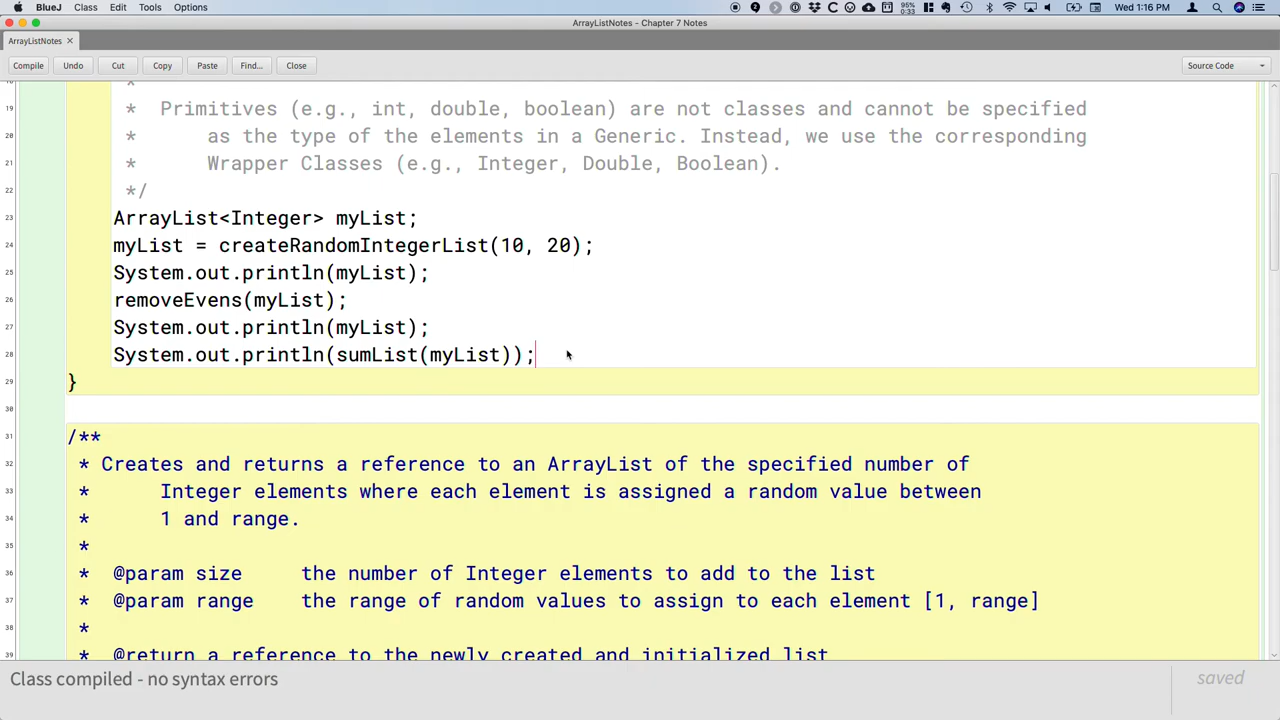 BlueJ Class Edit Tools Options 95% 0:33 Wed 1:16 PM
ArrayListNotes - Chapter 7 Notes
ArrayListNotes ×
Compile Undo Cut Copy Paste Find... Close Source Code
18 *
19 * Primitives (e.g., int, double, boolean) are not classes and cannot be specified
20 * as the type of the elements in a Generic. Instead, we use the corresponding
21 * Wrapper Classes (e.g., Integer, Double, Boolean).
22 */
23 ArrayList<Integer> myList;
24 myList = createRandomIntegerList(10, 20);
25 System.out.println(myList);
26 removeEvens(myList);
27 System.out.println(myList);
28 System.out.println(sumList(myList));
29 }
30
31 /**
32 * Creates and returns a reference to an ArrayList of the specified number of
33 * Integer elements where each element is assigned a random value between
34 * 1 and range.
35 *
36 * @param size the number of Integer elements to add to the list
37 * @param range the range of random values to assign to each element [1, range]
38 *
39 * @return a reference to the newly created and initialized list
Class compiled - no syntax errors
saved